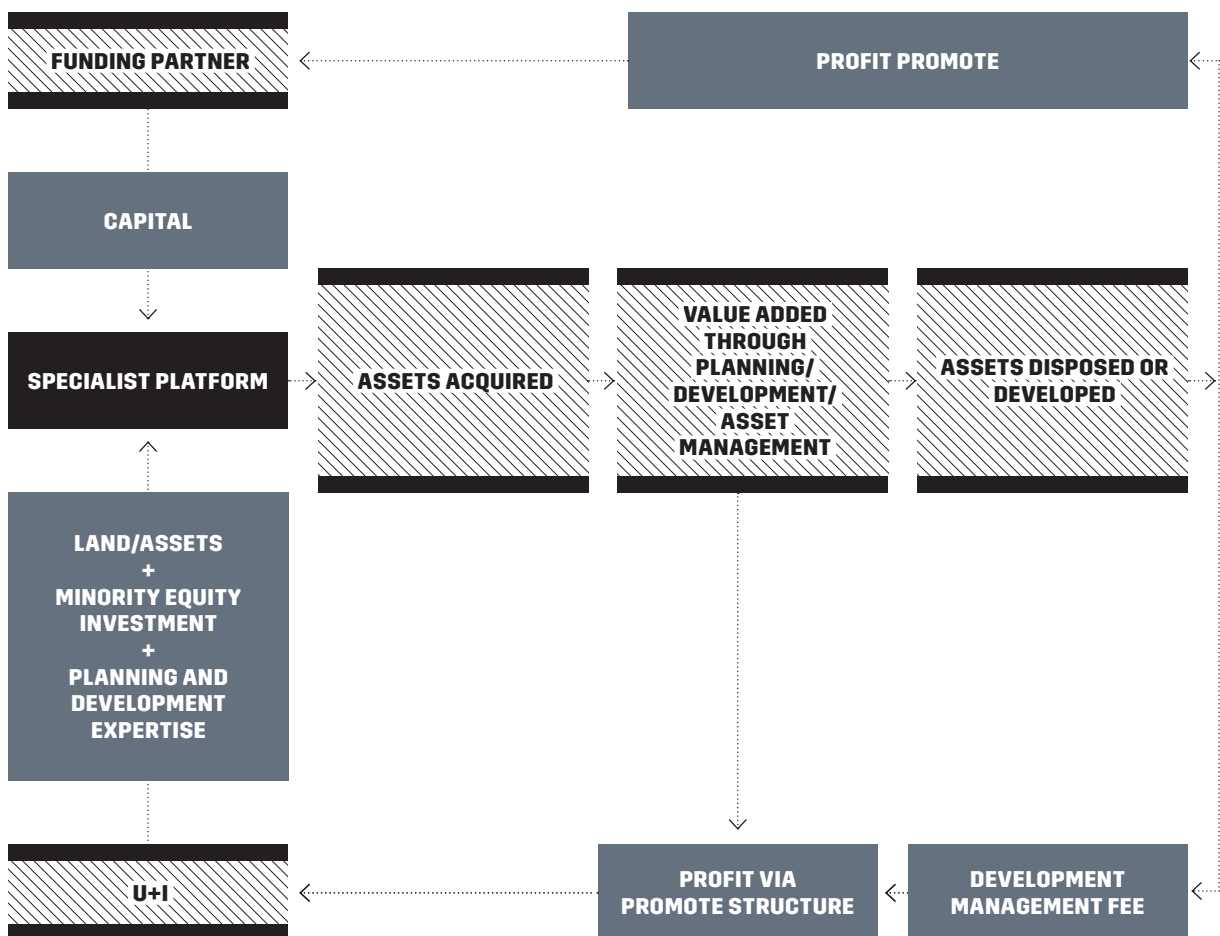 FUNDING PARTNER
PROFIT PROMOTE
CAPITAL
SPECIALIST PLATFORM
ASSETS ACQUIRED
VALUE ADDED
THROUGH
PLANNING/
DEVELOPMENT/
ASSET
MANAGEMENT
ASSETS DISPOSED OR
DEVELOPED
LAND/ASSETS
+
MINORITY EQUITY
INVESTMENT
+
PLANNING AND
DEVELOPMENT
EXPERTISE
U+I
PROFIT VIA
PROMOTE STRUCTURE
DEVELOPMENT
MANAGEMENT FEE